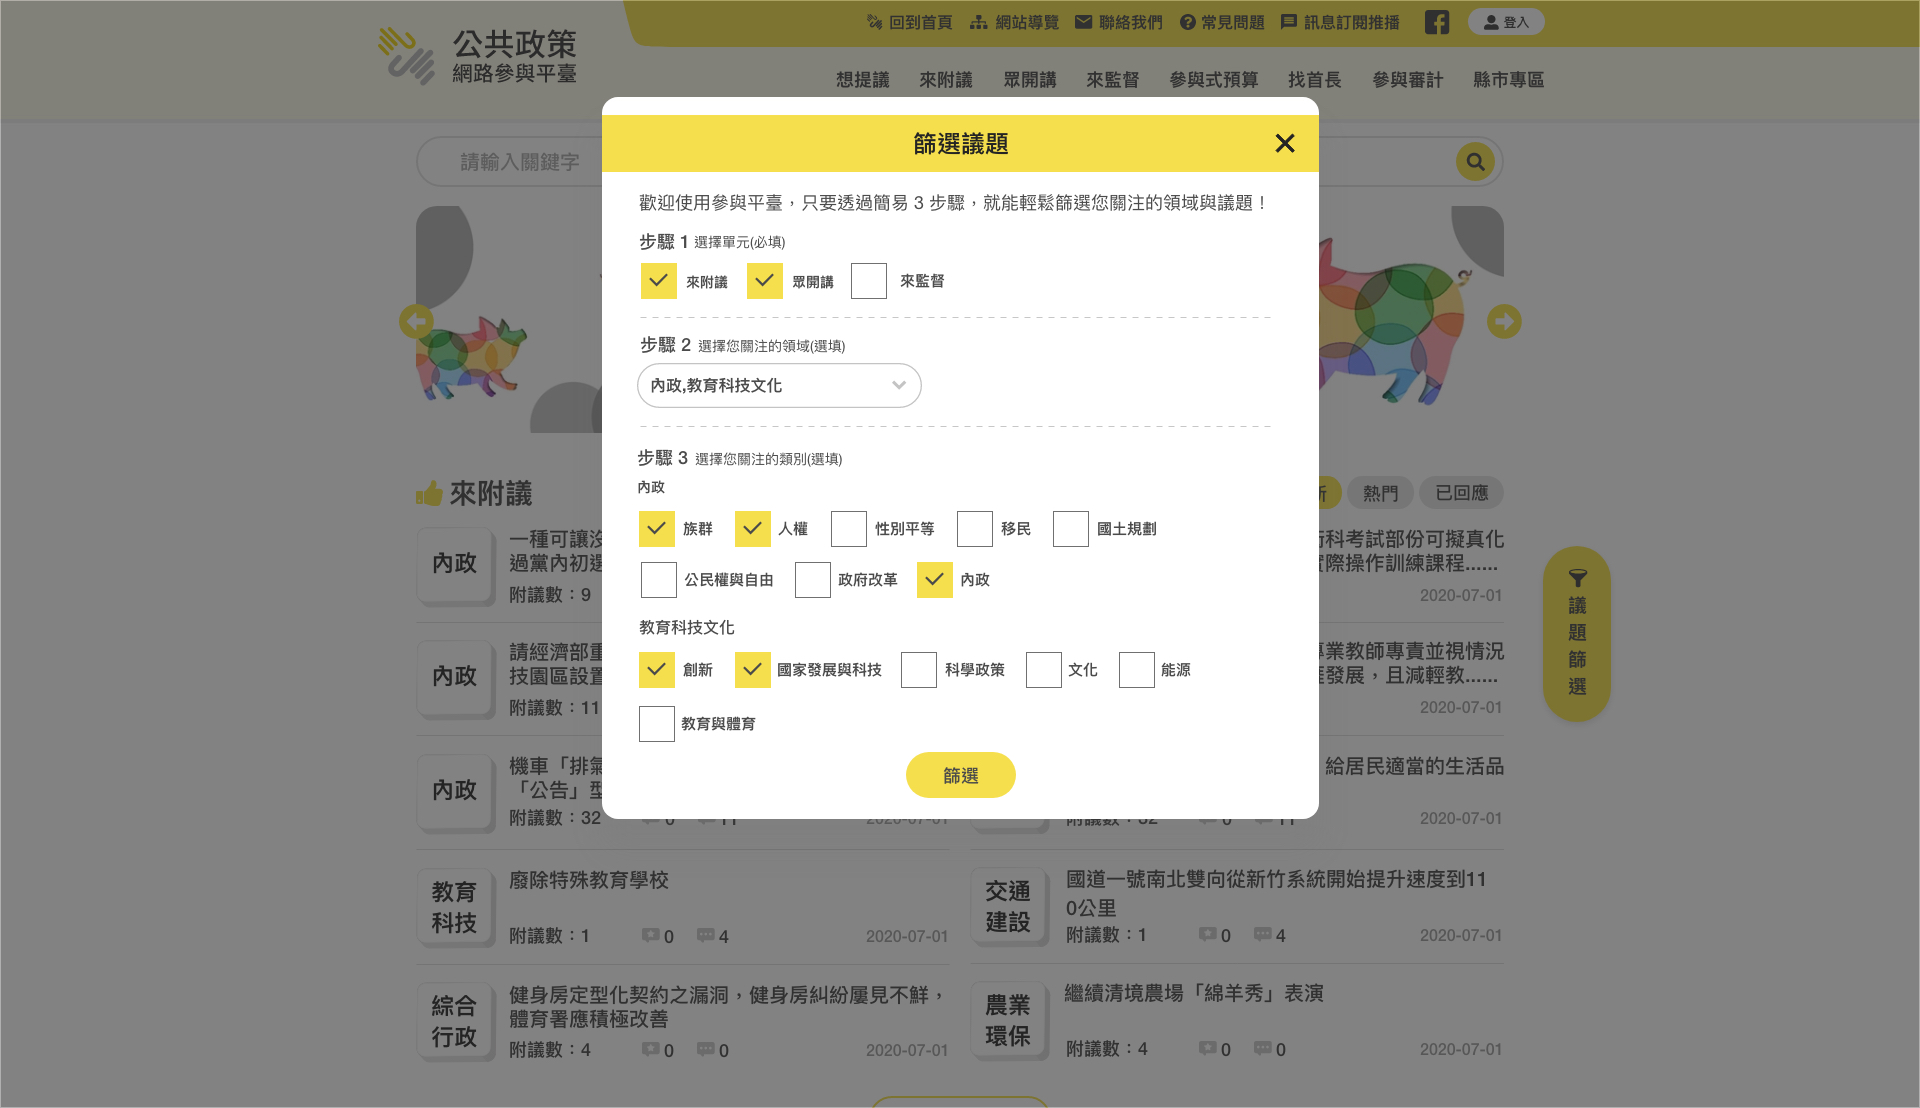 公共政策
網路參與平臺
回到首頁 網站導覽 聯絡我們 常見問題 訊息訂閱推播 登入
想提議 來附議 眾開講 來監督 參與式預算 找首長 參與審計 縣市專區
請輸入關鍵字
篩選議題
歡迎使用參與平臺，只要透過簡易 3 步驟，就能輕鬆篩選您關注的領域與議題！
步驟 1 選擇單元(必填)
來附議 眾開講 來監督
步驟 2 選擇您關注的領域(選填)
內政,教育科技文化
步驟 3 選擇您關注的類別(選填)
內政
族群 人權 性別平等 移民 國土規劃
公民權與自由 政府改革 內政
教育科技文化
創新 國家發展與科技 科學政策 文化 能源
教育與體育
篩選
來附議
新 熱門 已回應
內政
一種可讓
過黨內初選
附議數：9
術科考試部份可擬真化
實際操作訓練課程......
2020-07-01
議題篩選
內政
請經濟部重
技園區設置
附議數：11
專業教師專責並視情況
發展，且減輕教......
2020-07-01
內政
機車「排氣
「公告」型
附議數：32 0 11 2020-07-01
給居民適當的生活品
附議數：32 0 11 2020-07-01
教育
科技
廢除特殊教育學校
附議數：1 0 4 2020-07-01
交通
建設
國道一號南北雙向從新竹系統開始提升速度到11
0公里
附議數：1 0 4 2020-07-01
綜合
行政
健身房定型化契約之漏洞，健身房糾紛屢見不鮮，
體育署應積極改善
附議數：4 0 0 2020-07-01
農業
環保
繼續清境農場「綿羊秀」表演
附議數：4 0 0 2020-07-01